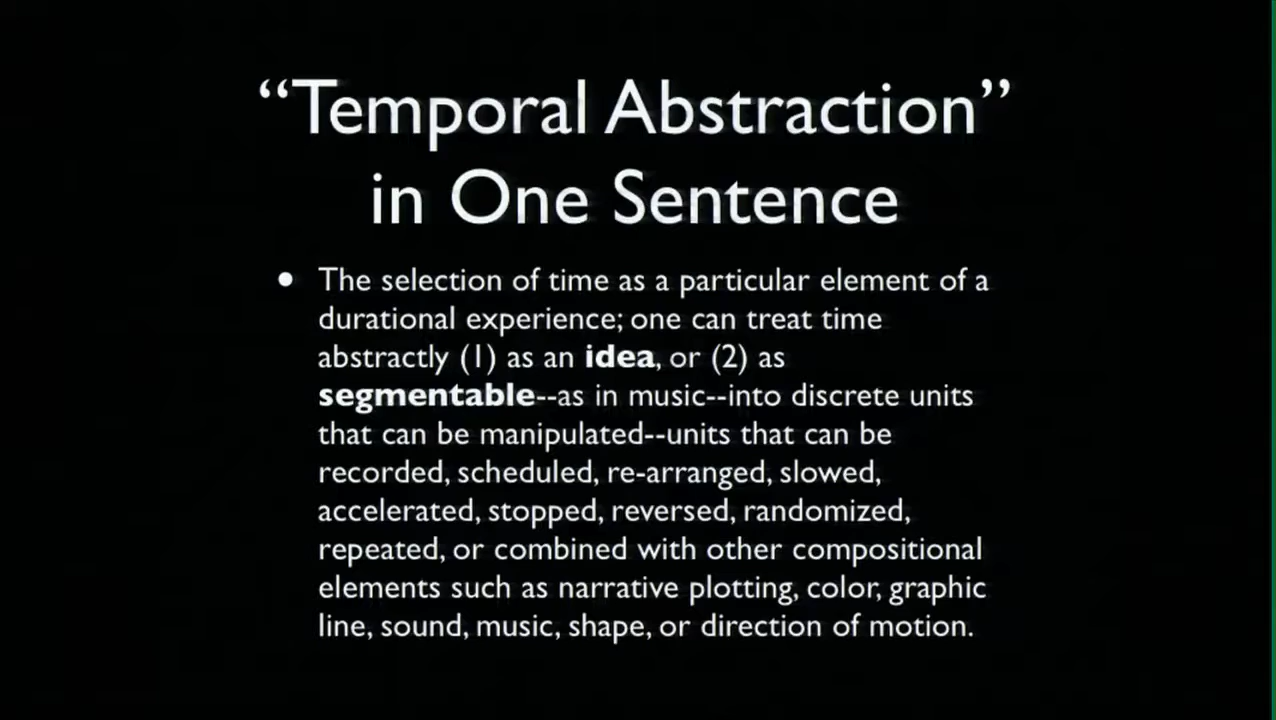 “Temporal Abstraction”
in One Sentence
• The selection of time as a particular element of a
durational experience; one can treat time
abstractly (1) as an idea, or (2) as
segmentable--as in music--into discrete units
that can be manipulated--units that can be
recorded, scheduled, re-arranged, slowed,
accelerated, stopped, reversed, randomized,
repeated, or combined with other compositional
elements such as narrative plotting, color, graphic
line, sound, music, shape, or direction of motion.